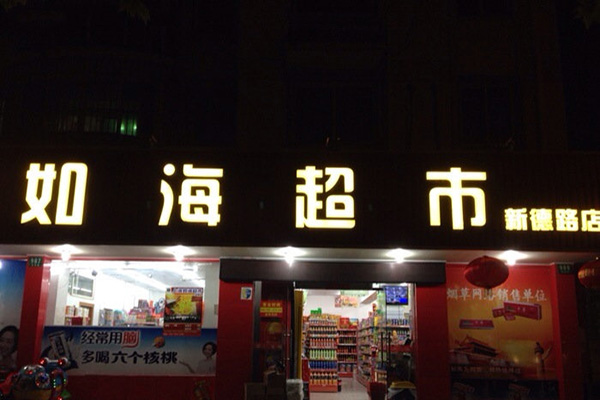 如海超市
新德路店
烟草网络销售单位
经常用脑
多喝六个核桃